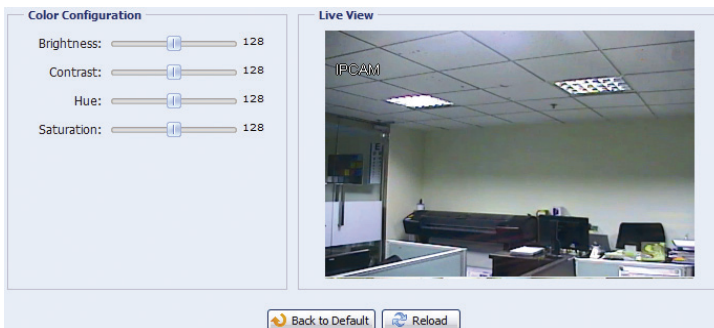 Color Configuration
Brightness: 128
Contrast: 128
Hue: 128
Saturation: 128
Live View
IPCAM
Back to Default
Reload